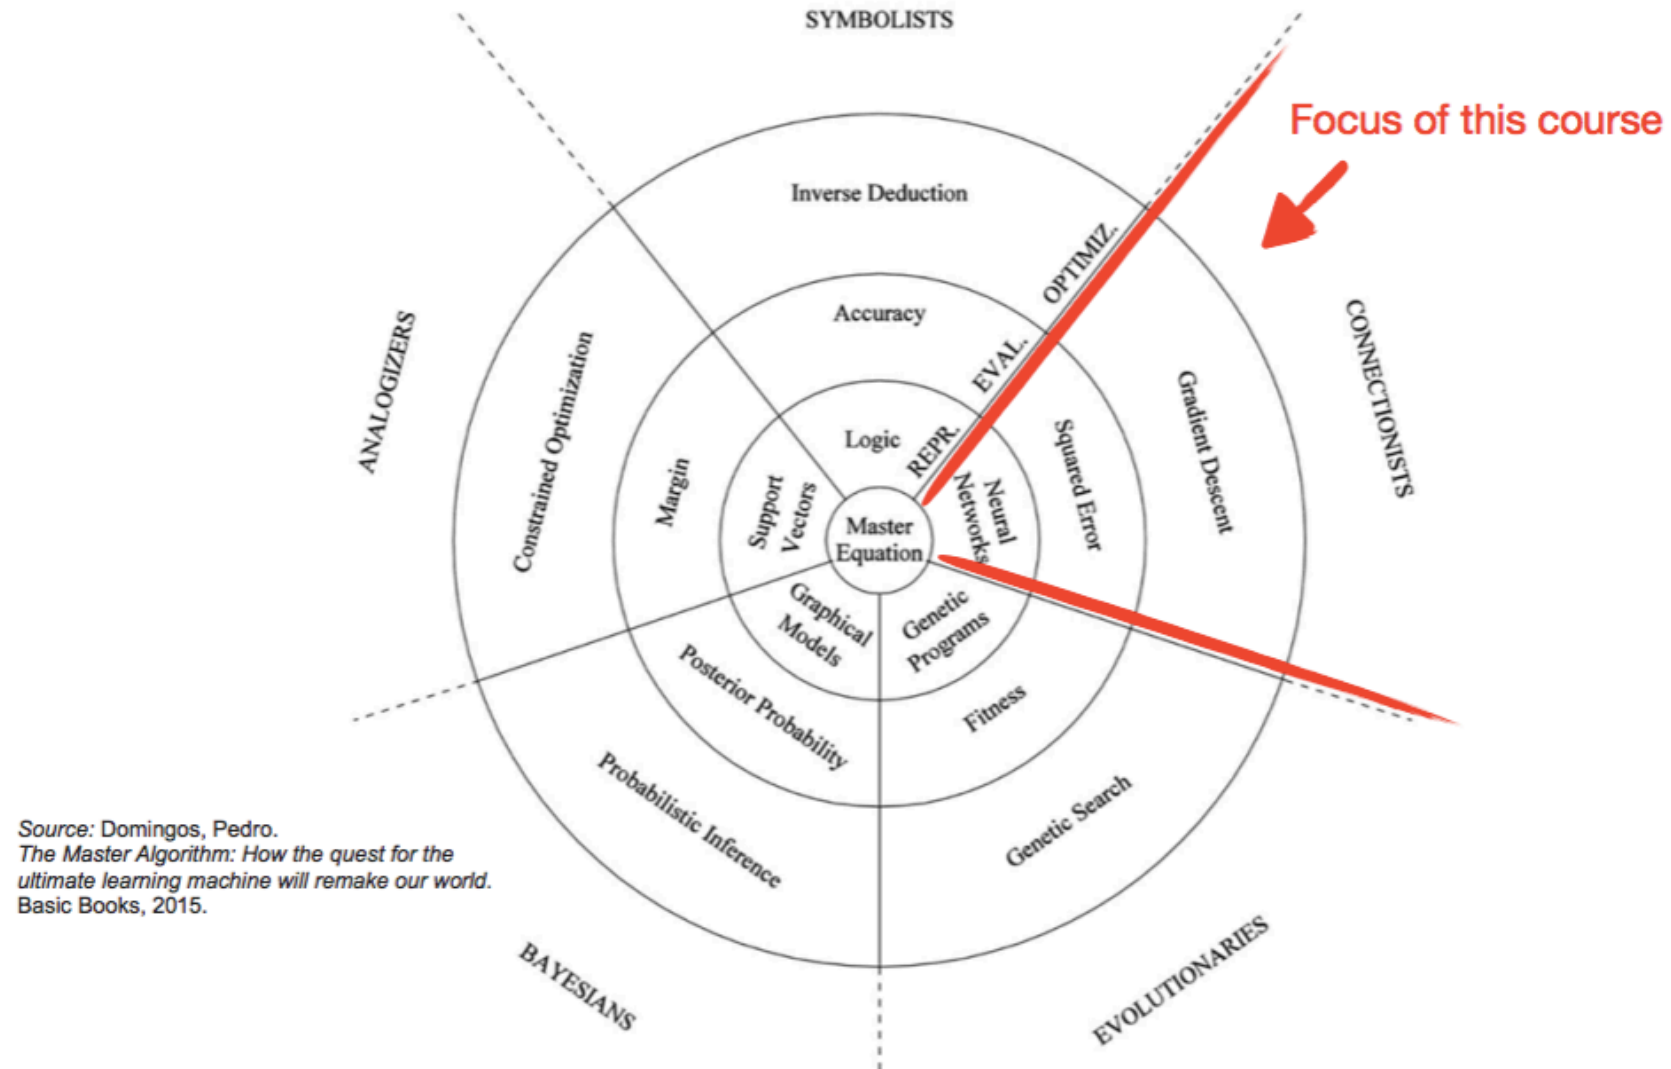 SYMBOLISTS
Focus of this course
Inverse Deduction
OPTIMIZ.
Accuracy
EVAL.
Logic
REPR.
ANALOGIZERS
Constrained Optimization
Margin
Support
Vectors
Master
Equation
Neural
Networks
Squared Error
Gradient Descent
CONNECTIONISTS
Graphical
Models
Genetic
Programs
Posterior Probability
Fitness
Probabilistic Inference
Genetic Search
Source: Domingos, Pedro.
The Master Algorithm: How the quest for the
ultimate learning machine will remake our world.
Basic Books, 2015.
BAYESIANS
EVOLUTIONARIES